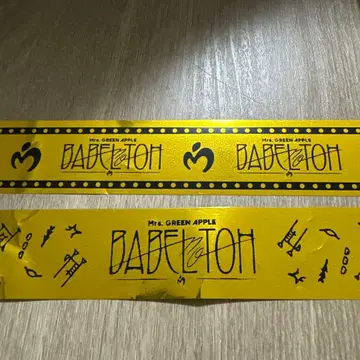 Mrs. GREEN APPLE Mrs. GREEN APPLE
BABEL no TOH BABEL no TOH
Mrs. GREEN APPLE
BABEL no TOH